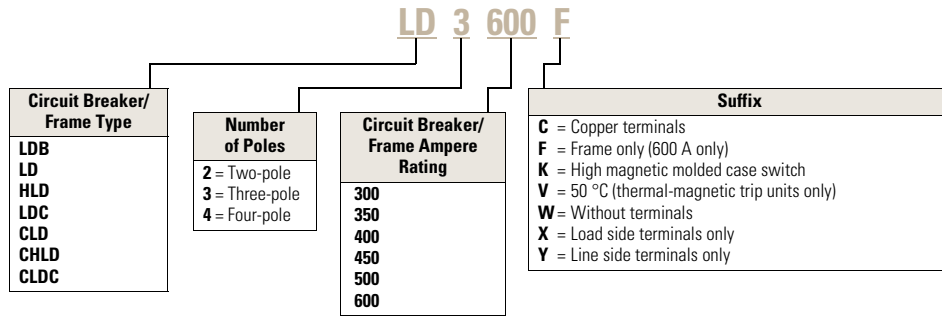 LD 3 600 F
Circuit Breaker/
Frame Type
LDB
LD
HLD
LDC
CLD
CHLD
CLDC
Number
of Poles
2 = Two-pole
3 = Three-pole
4 = Four-pole
Circuit Breaker/
Frame Ampere
Rating
300
350
400
450
500
600
Suffix
C = Copper terminals
F = Frame only (600 A only)
K = High magnetic molded case switch
V = 50 °C (thermal-magnetic trip units only)
W = Without terminals
X = Load side terminals only
Y = Line side terminals only